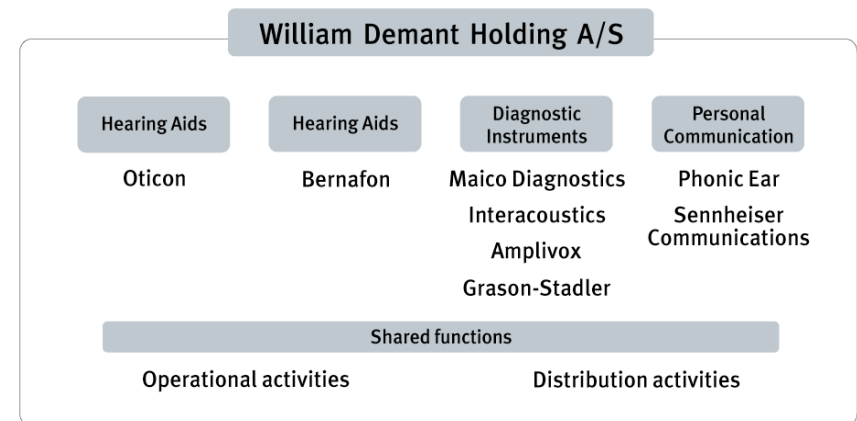 William Demant Holding A/S
Hearing Aids
Oticon
Hearing Aids
Bernafon
Diagnostic
Instruments
Maico Diagnostics
Interacoustics
Amplivox
Grason-Stadler
Personal
Communication
Phonic Ear
Sennheiser
Communications
Shared functions
Operational activities
Distribution activities